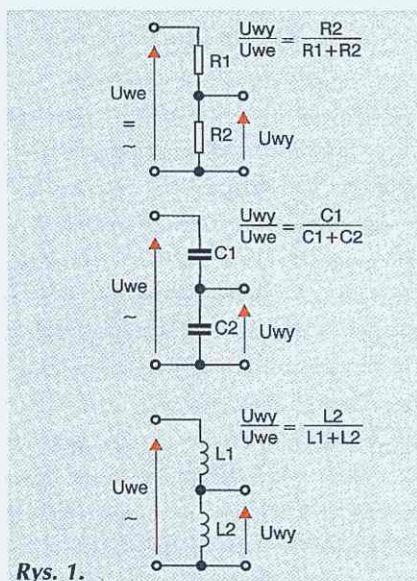 Uwe
=
~
R1
R2
Uwy
Uwy/Uwe = R2/(R1+R2)
Uwe
~
C1
C2
Uwy
Uwy/Uwe = C1/(C1+C2)
Uwe
~
L1
L2
Uwy
Uwy/Uwe = L2/(L1+L2)
Rys. 1.